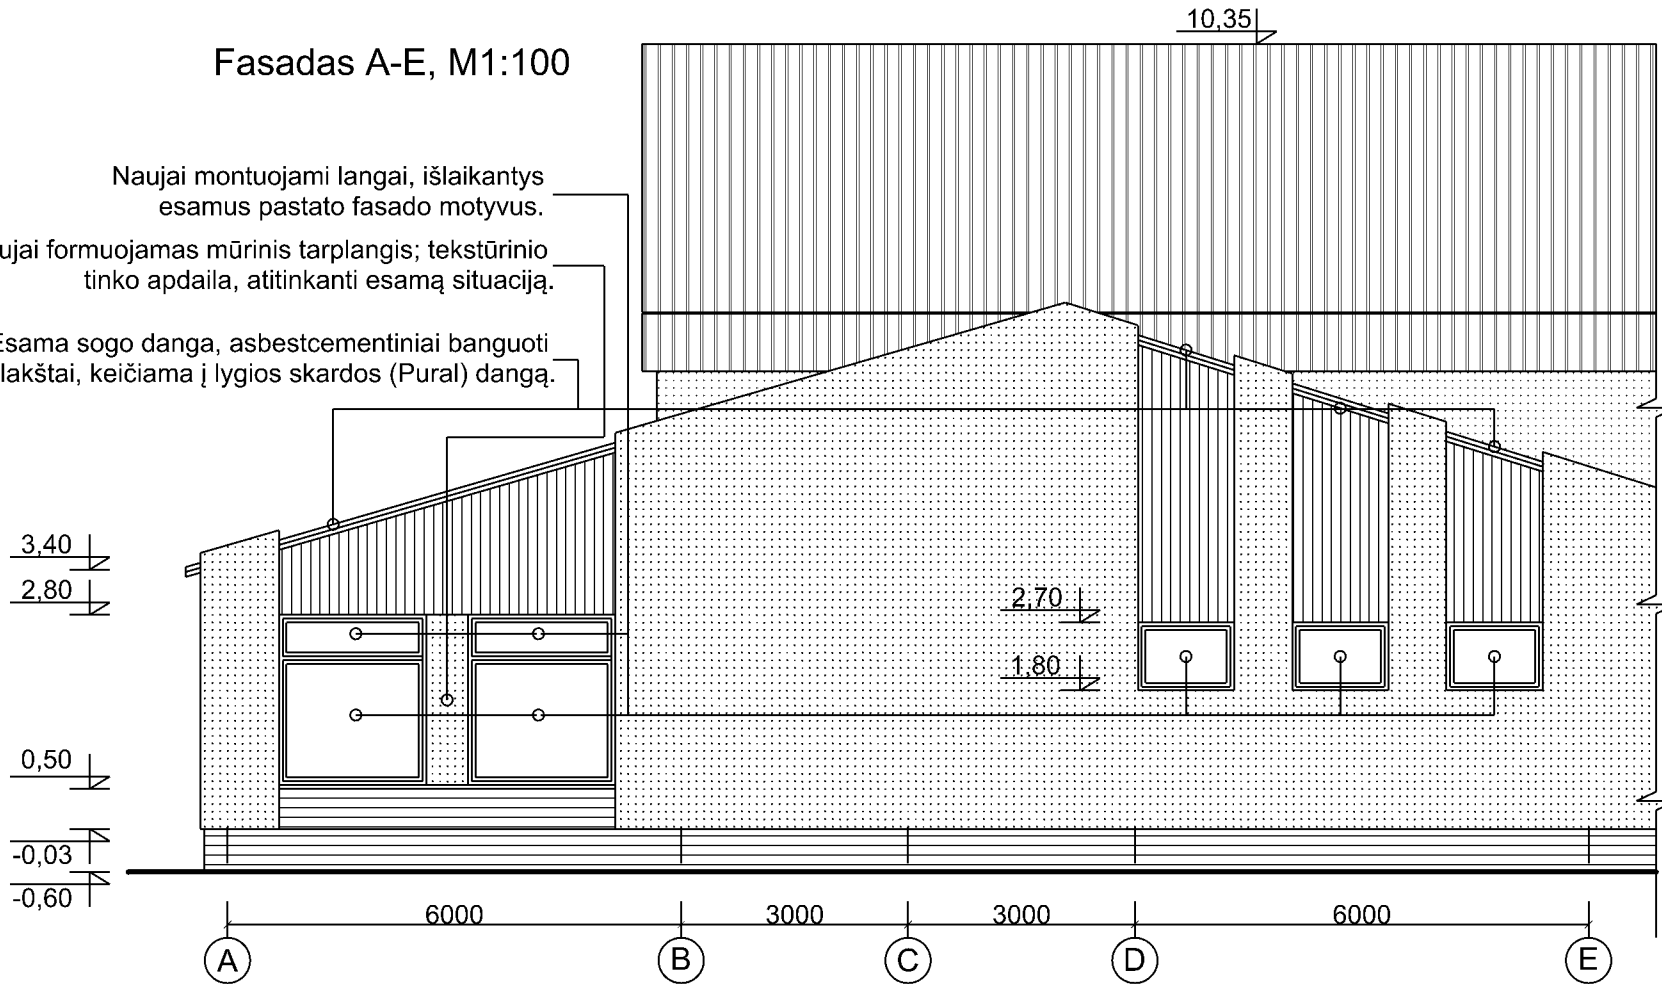 10,35
Fasadas A-E, M1:100
Naujai montuojami langai, išlaikantys
esamus pastato fasado motyvus.
ujai formuojamas mūrinis tarplangis; tekstūrinio
tinko apdaila, atitinkanti esamą situaciją.
Esama sogo danga, asbestcementiniai banguoti
lakštai, keičiama į lygios skardos (Pural) dangą.
3,40
2,80
2,70
1,80
0,50
-0,03
-0,60
6000 3000 3000 6000
A B C D E